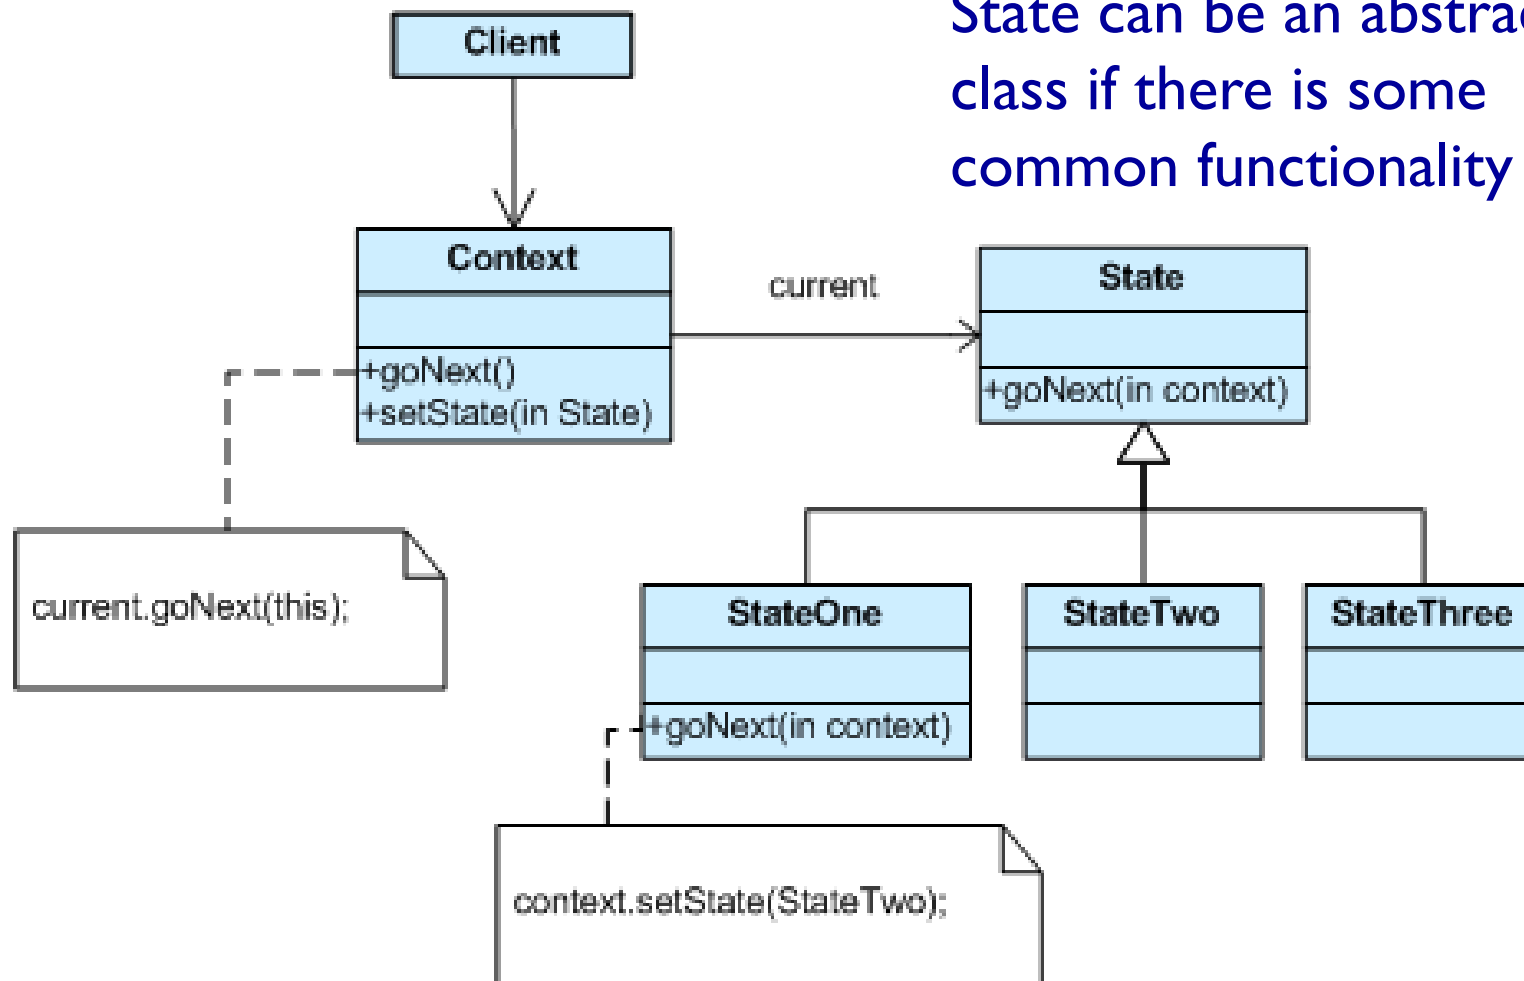 State can be an
class if there is some
common functionality
Client
Context
+goNext()
+setState(in State)
current
State
+goNext(in context)
current.goNext(this);
StateOne
+goNext(in context)
StateTwo
StateThree
context.setState(StateTwo);